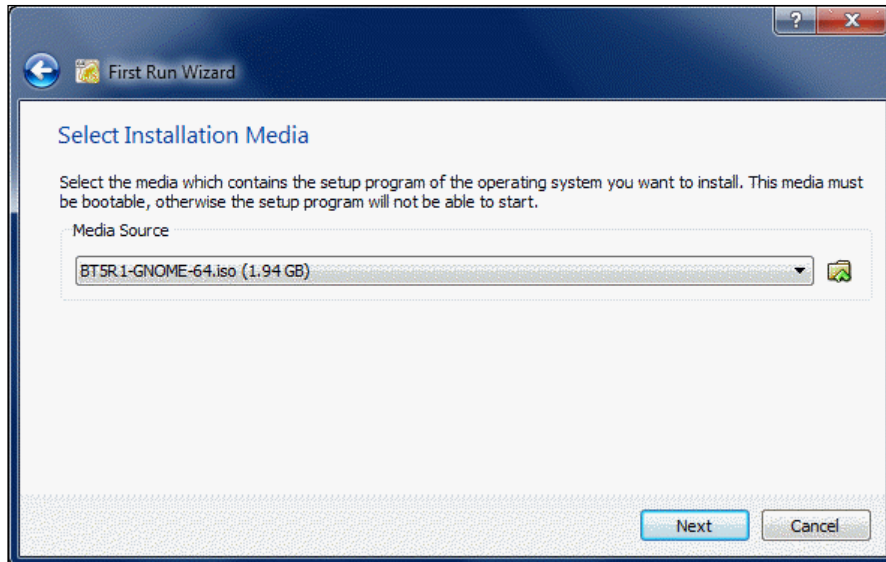 ? X
First Run Wizard
Select Installation Media
Select the media which contains the setup program of the operating system you want to install. This media must
be bootable, otherwise the setup program will not be able to start.
Media Source
BT5R1-GNOME-64.iso (1.94 GB)
Next Cancel